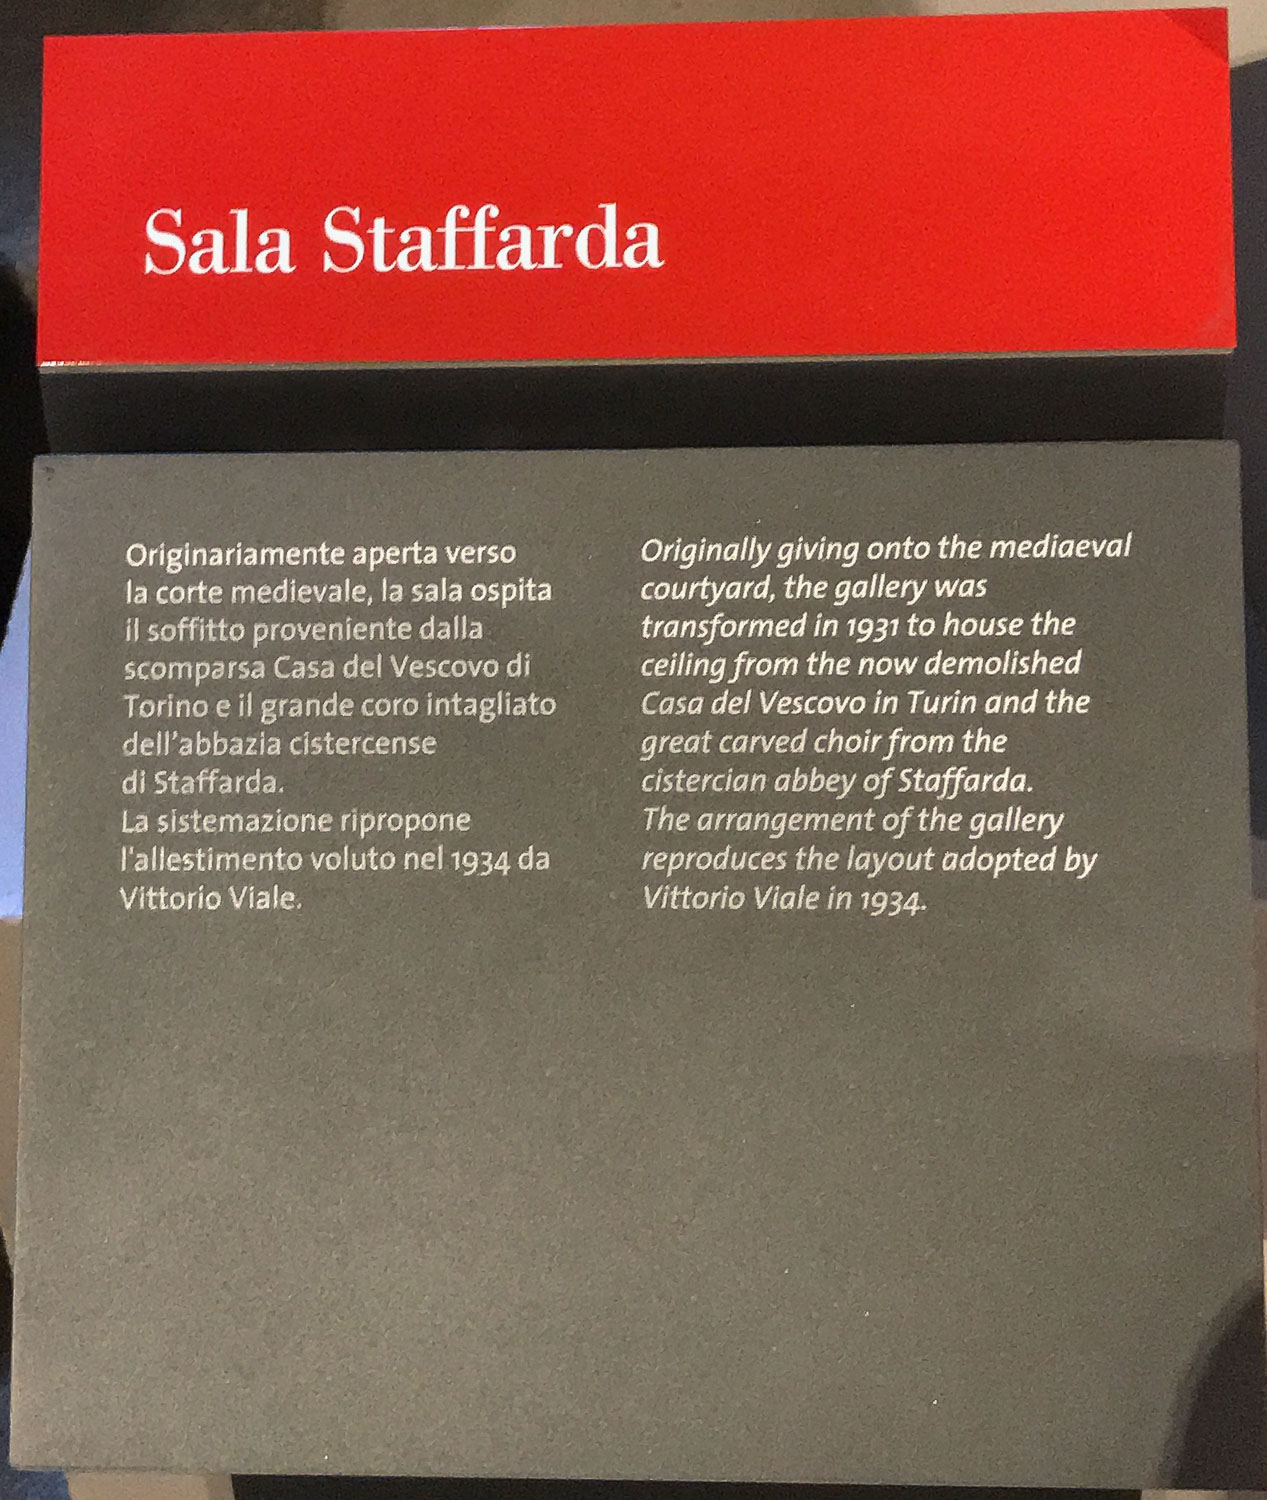 Sala Staffarda
Originariamente aperta verso
la corte medievale, la sala ospita
il soffitto proveniente dalla
scomparsa Casa del Vescovo di
Torino e il grande coro intagliato
dell'abbazia cistercense
di Staffarda.
La sistemazione ripropone
l'allestimento voluto nel 1934 da
Vittorio Viale.
Originally giving onto the mediaeval
courtyard, the gallery was
transformed in 1931 to house the
ceiling from the now demolished
Casa del Vescovo in Turin and the
great carved choir from the
cistercian abbey of Staffarda.
The arrangement of the gallery
reproduces the layout adopted by
Vittorio Viale in 1934.